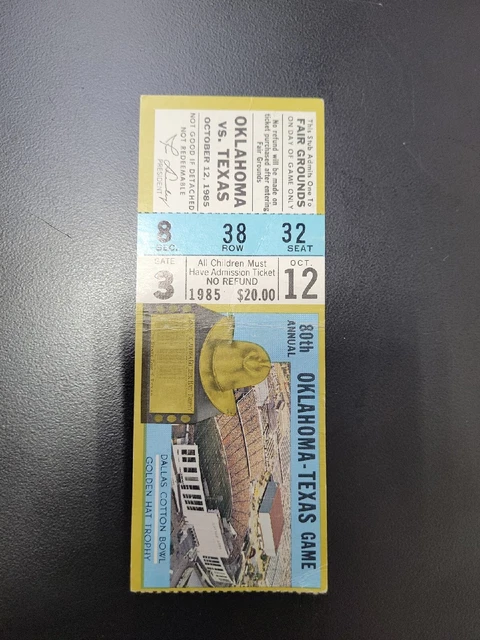 This Stub Admits One To
FAIR GROUNDS
ON DAY OF GAME ONLY
No refund will be made on
ticket purchased after entering
Fair Grounds
OKLAHOMA
vs. TEXAS
OCTOBER 12, 1985
NOT GOOD IF DETACHED
NOT REDEEMABLE
PRESIDENT
8 38 32
SEC. ROW SEAT
GATE
3
All Children Must
Have Admission Ticket
NO REFUND
1985 $20.00
OCT.
12
80th
ANNUAL
OKLAHOMA-TEXAS GAME
DALLAS COTTON BOWL
GOLDEN HAT TROPHY